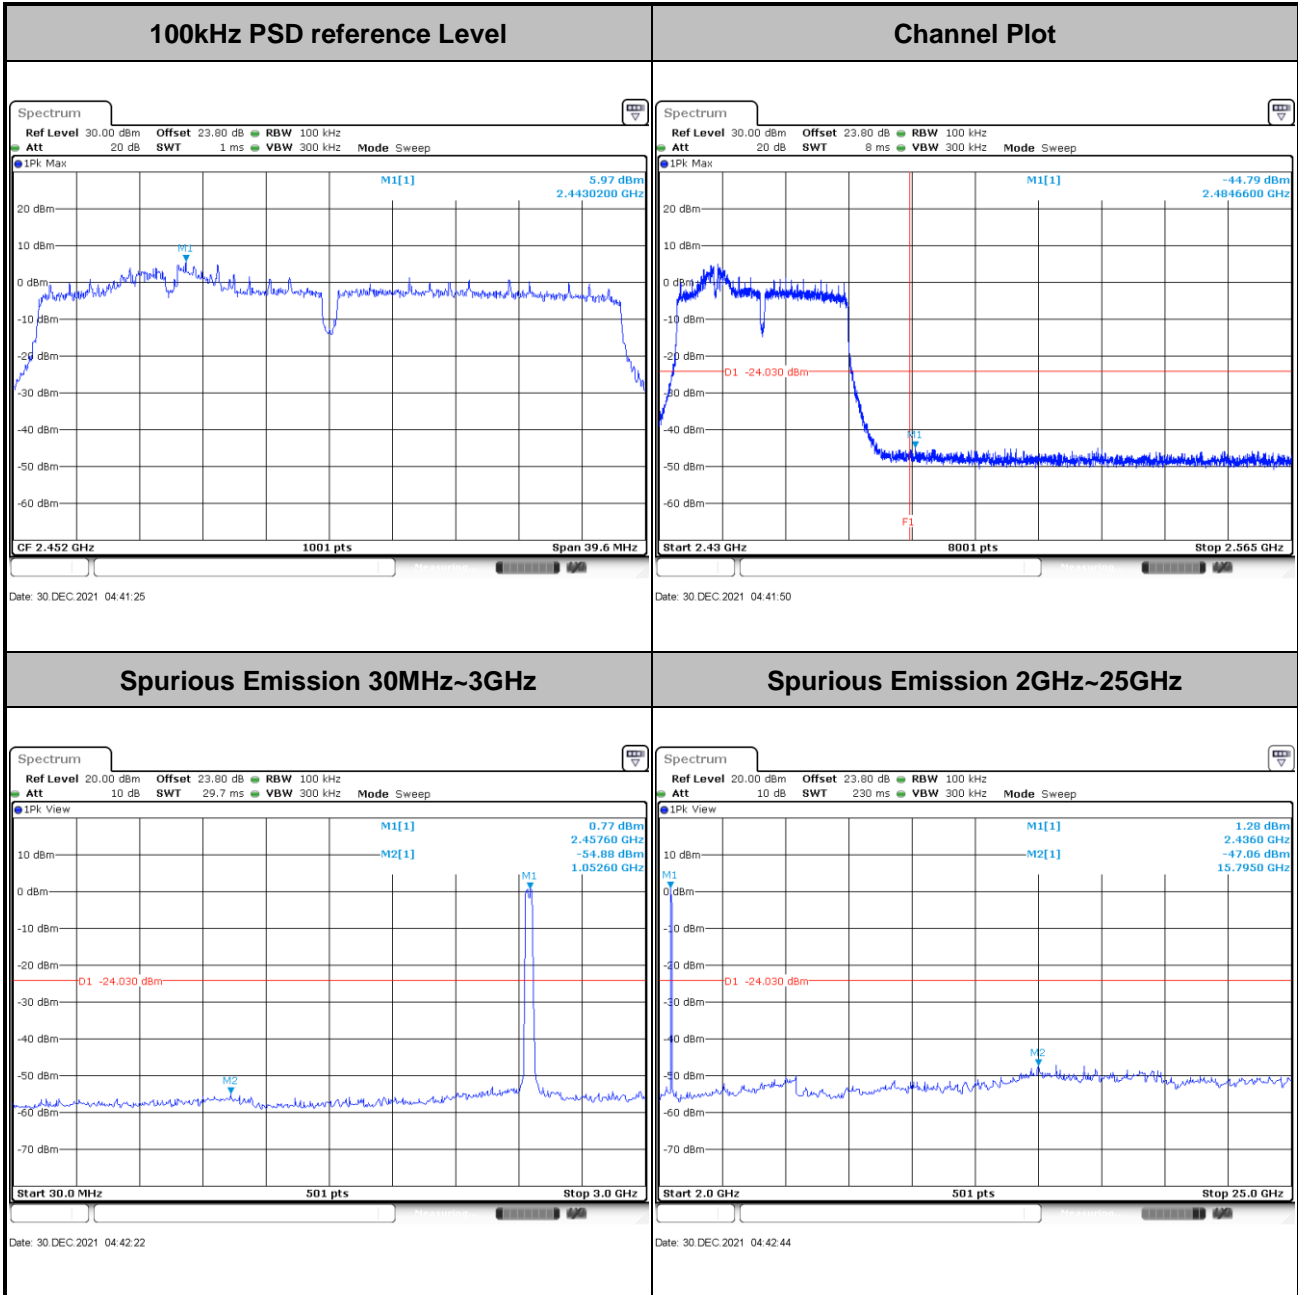 100kHz PSD reference Level
Channel Plot
Spectrum
Ref Level 30.00 dBm Offset 23.80 dB RBW 100 kHz
Att 20 dB SWT 1 ms VBW 300 kHz Mode Sweep
1Pk Max
M1[1] 5.97 dBm
2.4430200 GHz
M1
20 dBm
10 dBm
0 dBm
-10 dBm
-20 dBm
-30 dBm
-40 dBm
-50 dBm
-60 dBm
CF 2.452 GHz 1001 pts Span 39.6 MHz
Measuring
Date: 30.DEC.2021 04:41:25
Spectrum
Ref Level 30.00 dBm Offset 23.80 dB RBW 100 kHz
Att 20 dB SWT 8 ms VBW 300 kHz Mode Sweep
1Pk Max
M1[1] -44.79 dBm
2.4846600 GHz
20 dBm
10 dBm
0 dBm
-10 dBm
-20 dBm
D1 -24.030 dBm
-30 dBm
-40 dBm
M1
-50 dBm
-60 dBm
F1
Start 2.43 GHz 8001 pts Stop 2.565 GHz
Measuring
Date: 30.DEC.2021 04:41:50
Spurious Emission 30MHz~3GHz
Spurious Emission 2GHz~25GHz
Spectrum
Ref Level 20.00 dBm Offset 23.80 dB RBW 100 kHz
Att 10 dB SWT 29.7 ms VBW 300 kHz Mode Sweep
1Pk View
M1[1] 0.77 dBm
2.45760 GHz
M2[1] -54.88 dBm
1.05260 GHz
M1
10 dBm
0 dBm
-10 dBm
-20 dBm
D1 -24.030 dBm
-30 dBm
-40 dBm
-50 dBm
M2
-60 dBm
-70 dBm
Start 30.0 MHz 501 pts Stop 3.0 GHz
Measuring
Date: 30.DEC.2021 04:42:22
Spectrum
Ref Level 20.00 dBm Offset 23.80 dB RBW 100 kHz
Att 10 dB SWT 230 ms VBW 300 kHz Mode Sweep
1Pk View
M1[1] 1.28 dBm
2.4360 GHz
M2[1] -47.06 dBm
15.7950 GHz
10 dBm
M1
0 dBm
-10 dBm
-20 dBm
D1 -24.030 dBm
-30 dBm
-40 dBm
M2
-50 dBm
-60 dBm
-70 dBm
Start 2.0 GHz 501 pts Stop 25.0 GHz
Measuring
Date: 30.DEC.2021 04:42:44